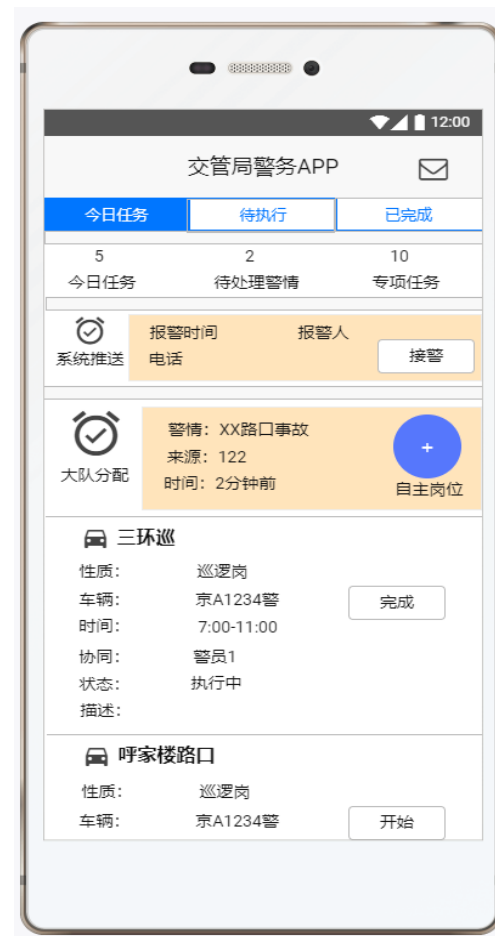 12:00
交管局警务APP
今日任务 待执行 已完成
5 2 10
今日任务 待处理警情 专项任务
报警时间 报警人
系统推送 电话 接警
警情：XX路口事故
来源：122 +
大队分配 时间：2分钟前 自主岗位
三环巡
性质： 巡逻岗
车辆： 京A1234警 完成
时间： 7:00-11:00
协同： 警员1
状态： 执行中
描述：
呼家楼路口
性质： 巡逻岗
车辆： 京A1234警 开始